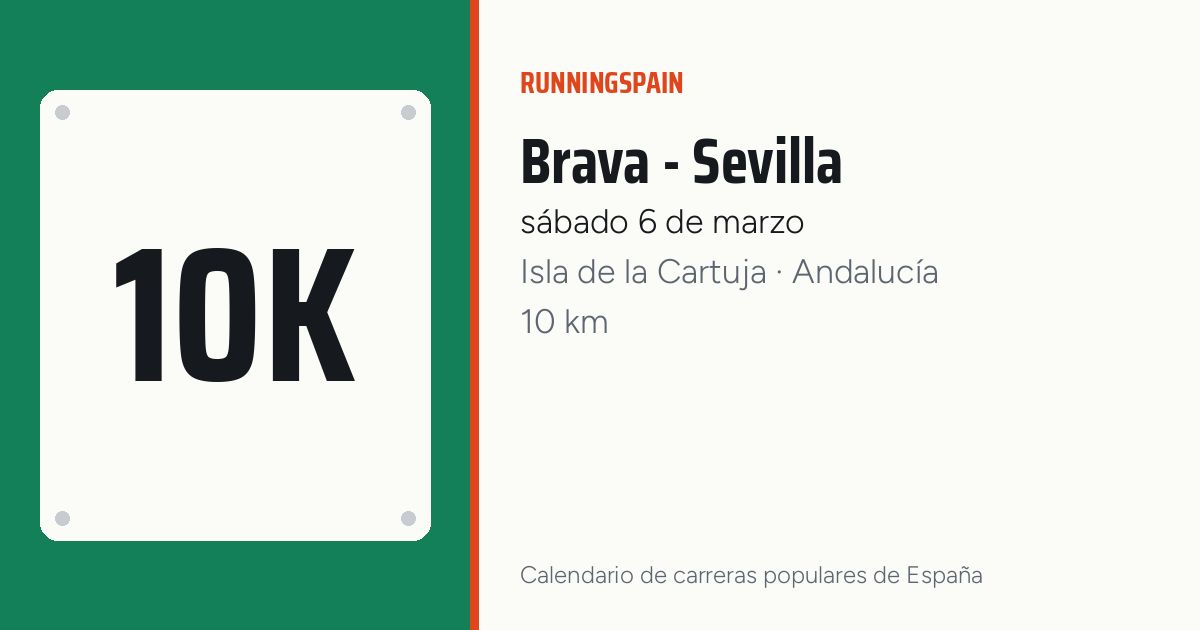 10K
RUNNINGSPAIN
Brava - Sevilla
sábado 6 de marzo
Isla de la Cartuja · Andalucía
10 km
Calendario de carreras populares de España